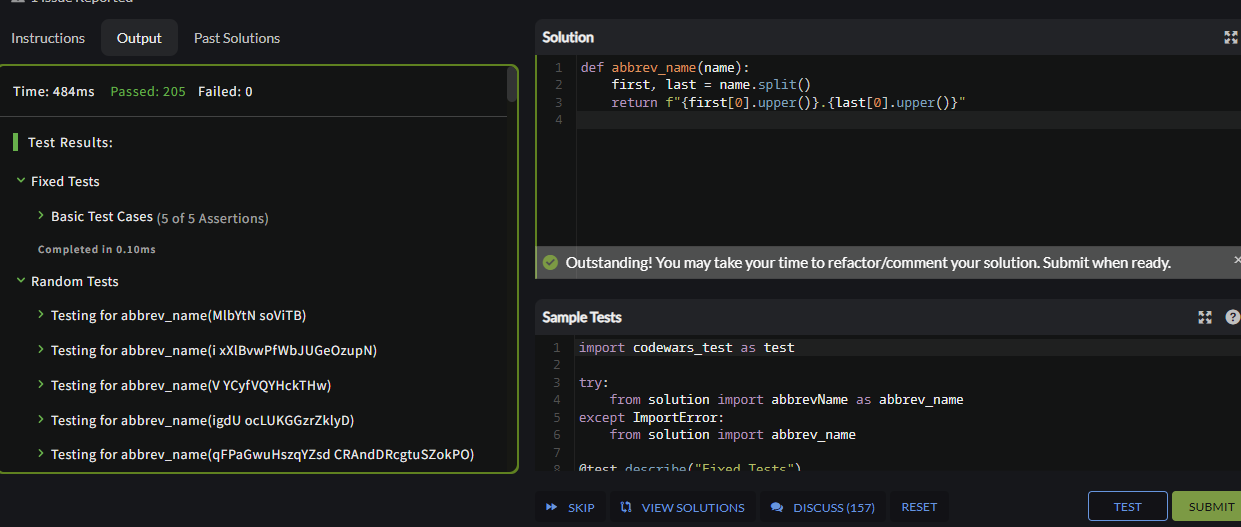 1 Issue Reported
Instructions
Output
Past Solutions
Time: 484ms Passed: 205 Failed: 0
Test Results:
Fixed Tests
Basic Test Cases (5 of 5 Assertions)
Completed in 0.10ms
Random Tests
Testing for abbrev_name(MlbYtN soViTB)
Testing for abbrev_name(i xXlBvwPfWbJUGeOzupN)
Testing for abbrev_name(V YCyfVQYHckTHw)
Testing for abbrev_name(igdU ocLUKGGzrZklyD)
Testing for abbrev_name(qFPaGwuHszqYZsd CRAndDRcgtuSZokPO)
Solution
1 def abbrev_name(name):
2     first, last = name.split()
3     return f"{first[0].upper()}.{last[0].upper()}"
4
Outstanding! You may take your time to refactor/comment your solution. Submit when ready.
Sample Tests
?
1 import codewars_test as test
2
3 try:
4     from solution import abbrevName as abbrev_name
5 except ImportError:
6     from solution import abbrev_name
7
8 @test.describe("Fixed Tests")
SKIP
VIEW SOLUTIONS
DISCUSS (157)
RESET
TEST
SUBMIT